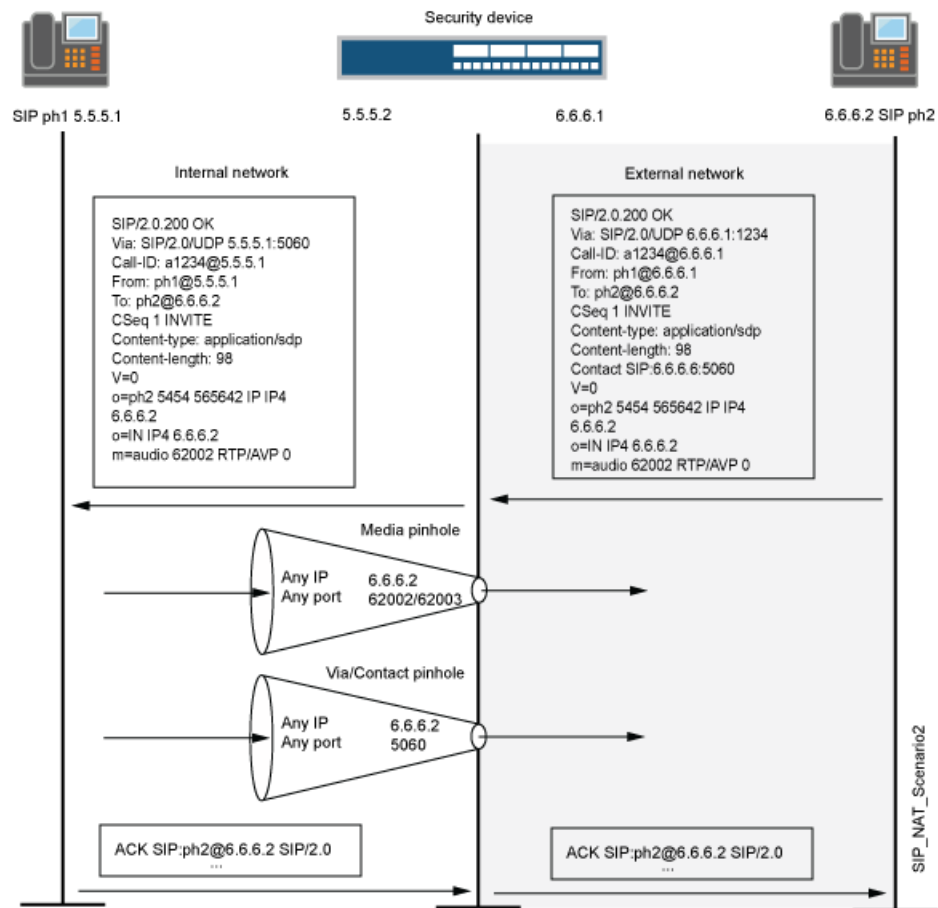 Security device
SIP ph1 5.5.5.1
5.5.5.2
6.6.6.1
6.6.6.2 SIP ph2
Internal network
External network
SIP/2.0.200 OK
Via: SIP/2.0/UDP 5.5.5.1:5060
Call-ID: a1234@5.5.5.1
From: ph1@5.5.5.1
To: ph2@6.6.6.2
CSeq 1 INVITE
Content-type: application/sdp
Content-length: 98
V=0
o=ph2 5454 565642 IP IP4
6.6.6.2
o=IN IP4 6.6.6.2
m=audio 62002 RTP/AVP 0
SIP/2.0.200 OK
Via: SIP/2.0/UDP 6.6.6.1:1234
Call-ID: a1234@6.6.6.1
From: ph1@6.6.6.1
To: ph2@6.6.6.2
CSeq 1 INVITE
Content-type: application/sdp
Content-length: 98
Contact SIP:6.6.6.6:5060
V=0
o=ph2 5454 565642 IP IP4
6.6.6.2
o=IN IP4 6.6.6.2
m=audio 62002 RTP/AVP 0
Media pinhole
Any IP 6.6.6.2
Any port 62002/62003
Via/Contact pinhole
Any IP 6.6.6.2
Any port 5060
ACK SIP:ph2@6.6.6.2 SIP/2.0
...
ACK SIP:ph2@6.6.6.2 SIP/2.0
...
SIP_NAT_Scenario2